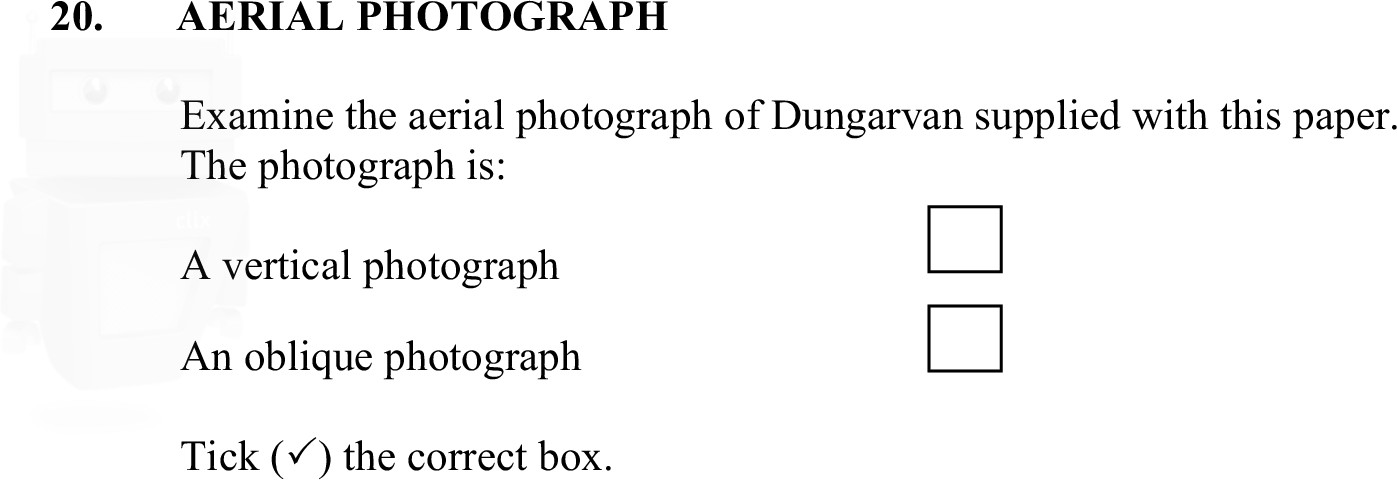 20. AERIAL PHOTOGRAPH
Examine the aerial photograph of Dungarvan supplied with this paper.
The photograph is:
A vertical photograph
An oblique photograph
Tick (✓) the correct box.